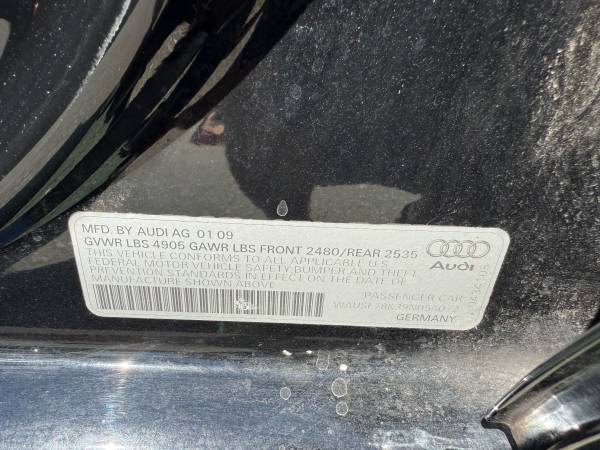 MFD. BY AUDI AG 01 09
GVWR LBS 4905 GAWR LBS FRONT 2480/REAR 2535
THIS VEHICLE CONFORMS TO ALL APPLICABLE US
FEDERAL MOTOR VEHICLE SAFETY BUMPER AND THEFT
PREVENTION STANDARDS IN EFFECT ON THE DATE OF
MANUFACTURE SHOWN ABOVE
Audi
PASSENGER CAR
GERMANY